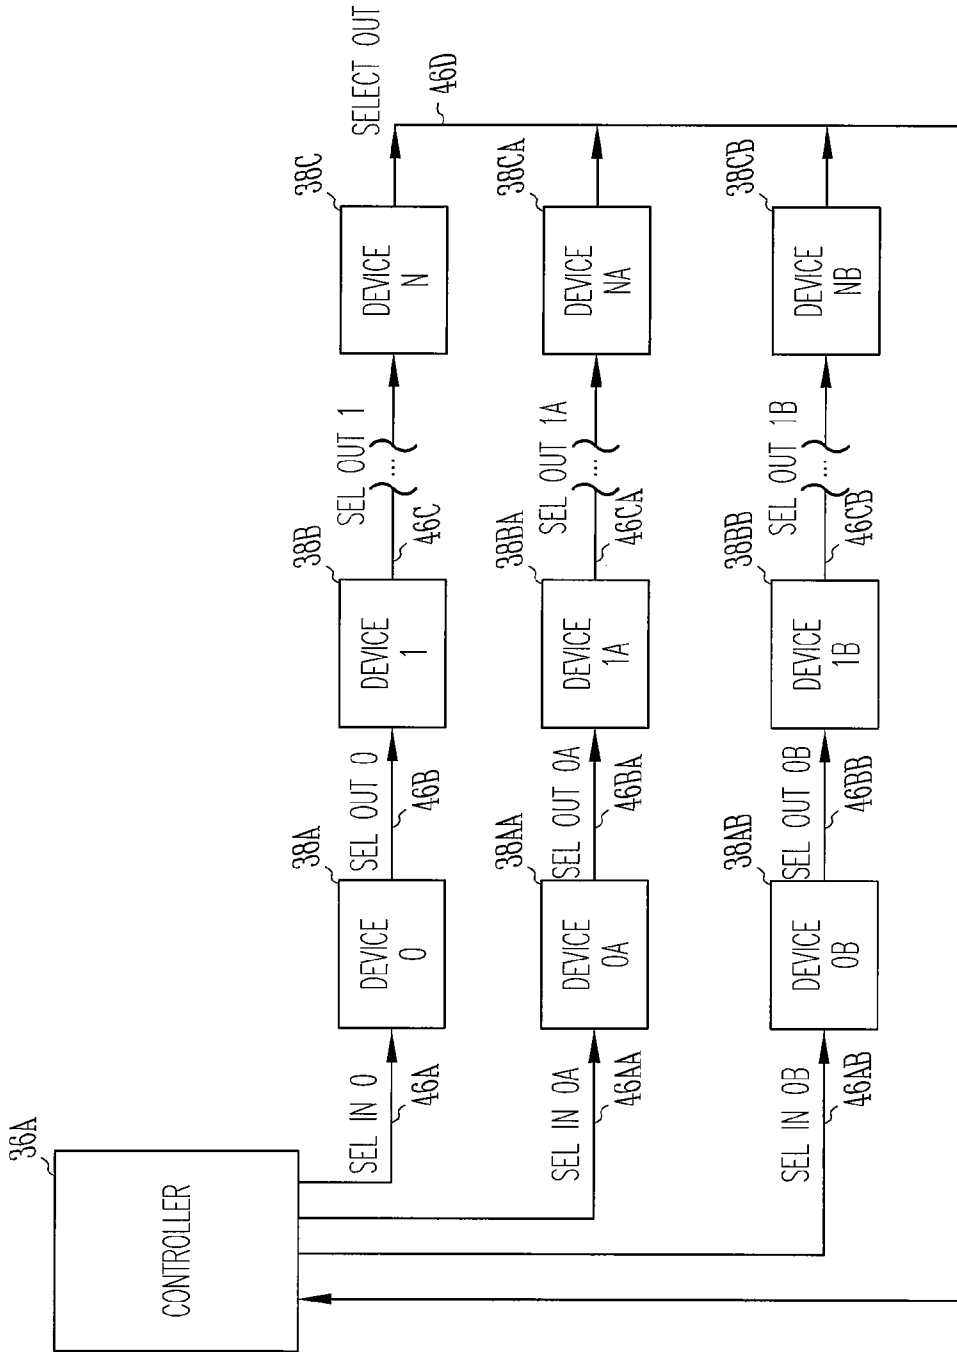 36A
CONTROLLER
SEL IN 0
46A
38A
DEVICE
0
SEL OUT 0
46B
38B
DEVICE
1
SEL OUT 1
...
46C
38C
DEVICE
N
SELECT OUT
46D
SEL IN 0A
46AA
38AA
DEVICE
0A
SEL OUT 0A
46BA
38BA
DEVICE
1A
SEL OUT 1A
...
46CA
38CA
DEVICE
NA
SEL IN 0B
46AB
38AB
DEVICE
0B
SEL OUT 0B
46BB
38BB
DEVICE
1B
SEL OUT 1B
...
46CB
38CB
DEVICE
NB